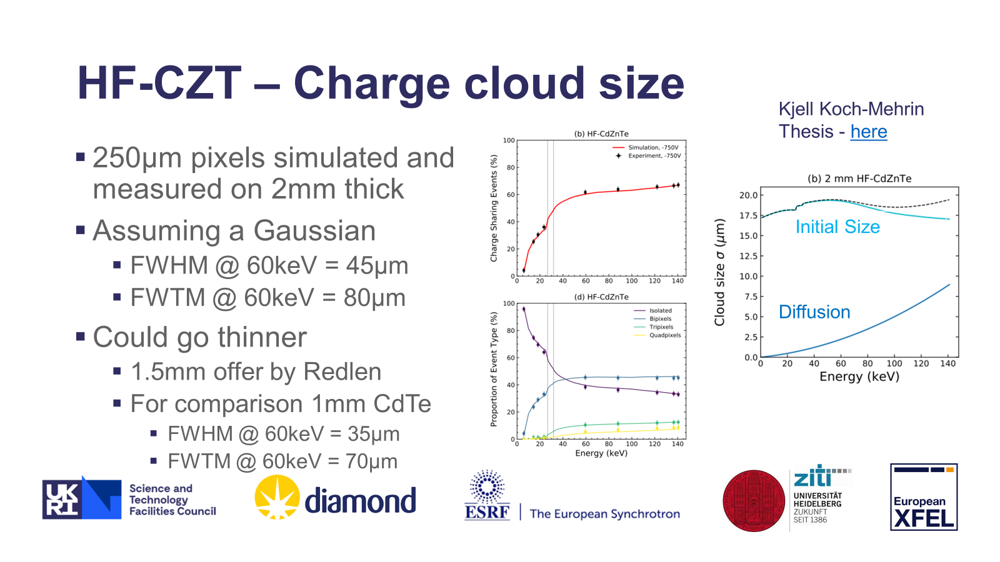 HF-CZT – Charge cloud size
Kjell Koch-Mehrin
Thesis - here
▪ 250µm pixels simulated and
measured on 2mm thick
▪ Assuming a Gaussian
▪ FWHM @ 60keV = 45µm
▪ FWTM @ 60keV = 80µm
▪ Could go thinner
▪ 1.5mm offer by Redlen
▪ For comparison 1mm CdTe
▪ FWHM @ 60keV = 35µm
▪ FWTM @ 60keV = 70µm
(b) HF-CdZnTe
Charge Sharing Events (%)
100
80
60
40
20
0
Simulation, -750V
Experiment, -750V
0 20 40 60 80 100 120 140
(d) HF-CdZnTe
Proportion of Event Type (%)
100
80
60
40
20
0
Isolated
Bipixels
Tripixels
Quadpixels
0 20 40 60 80 100 120 140
Energy (keV)
(b) 2 mm HF-CdZnTe
Cloud size σ (µm)
20.0
17.5
15.0
12.5
10.0
7.5
5.0
2.5
0.0
Initial Size
Diffusion
0 20 40 60 80 100 120 140
Energy (keV)
UK
RI
Science and
Technology
Facilities Council
diamond
ESRF
The European Synchrotron
ziti
UNIVERSITÄT
HEIDELBERG
ZUKUNFT
SEIT 1386
European
XFEL